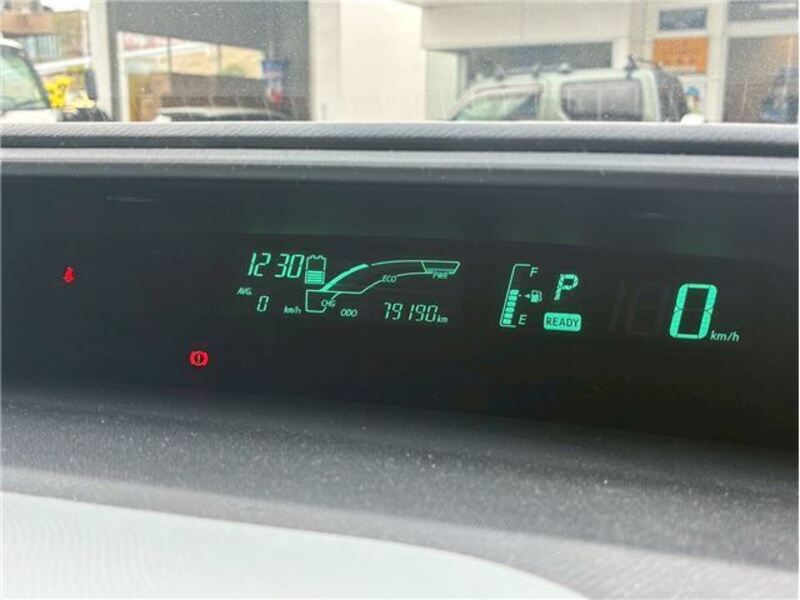 12 30
F
P
0
ECO
PWR
AVG.
0 km/h
CHG
ODO
79190 km
E
READY
km/h